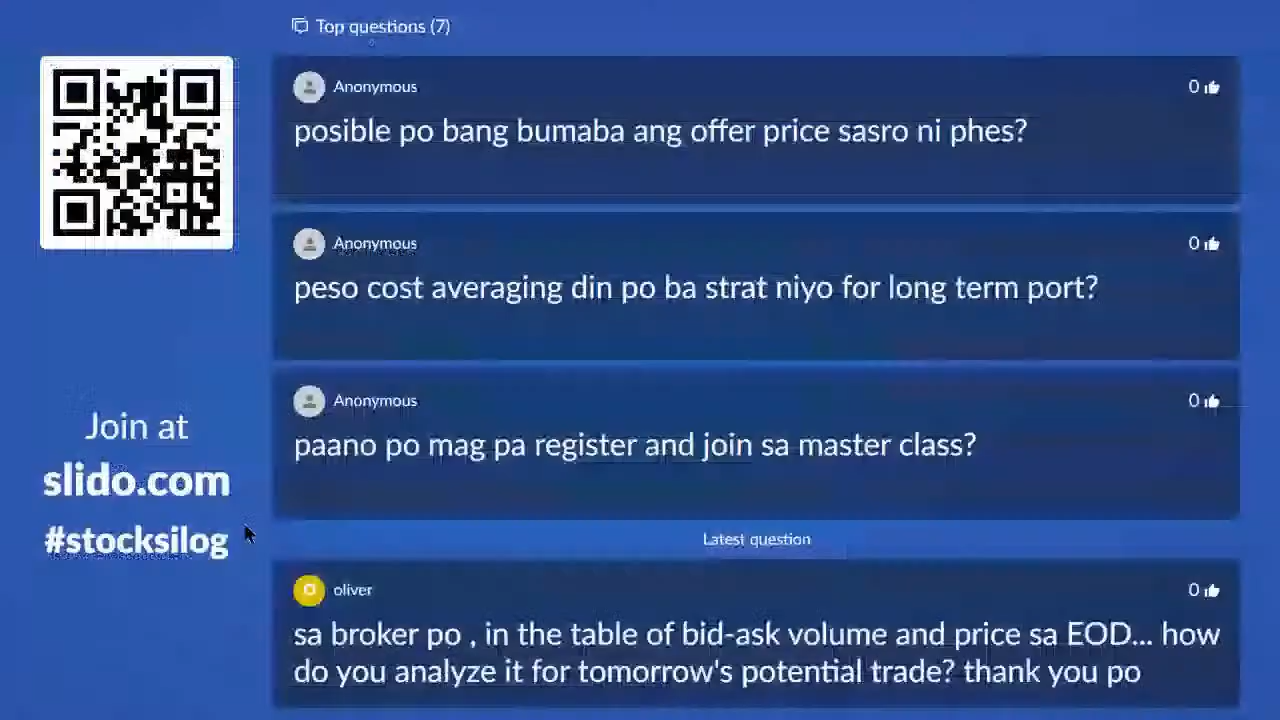 Top questions (7)
Anonymous
0
posible po bang bumaba ang offer price sasro ni phes?
Anonymous
0
peso cost averaging din po ba strat niyo for long term port?
Anonymous
0
paano po mag pa register and join sa master class?
Join at
slido.com
#stocksilog
Latest question
oliver
0
sa broker po , in the table of bid-ask volume and price sa EOD... how
do you analyze it for tomorrow's potential trade? thank you po